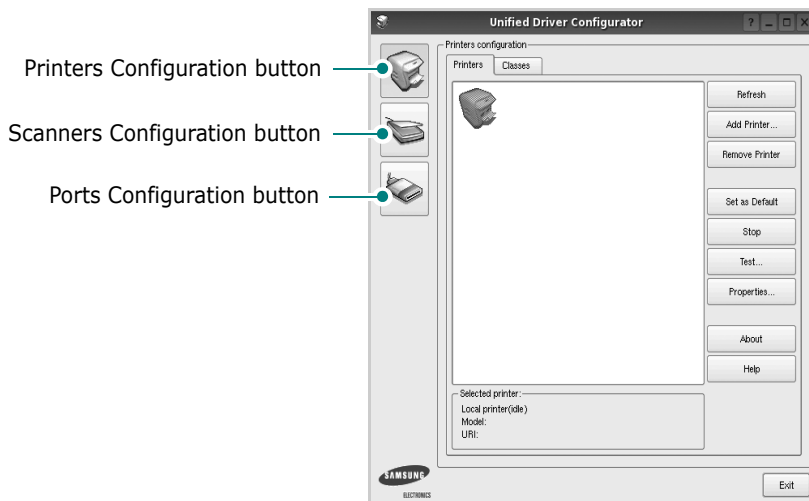 Unified Driver Configurator
Printers Configuration button
Scanners Configuration button
Ports Configuration button
Printers configuration
Printers
Classes
Refresh
Add Printer...
Remove Printer
Set as Default
Stop
Test...
Properties...
About
Help
Selected printer:
Local printer(idle)
Model:
URI:
SAMSUNG
ELECTRONICS
Exit